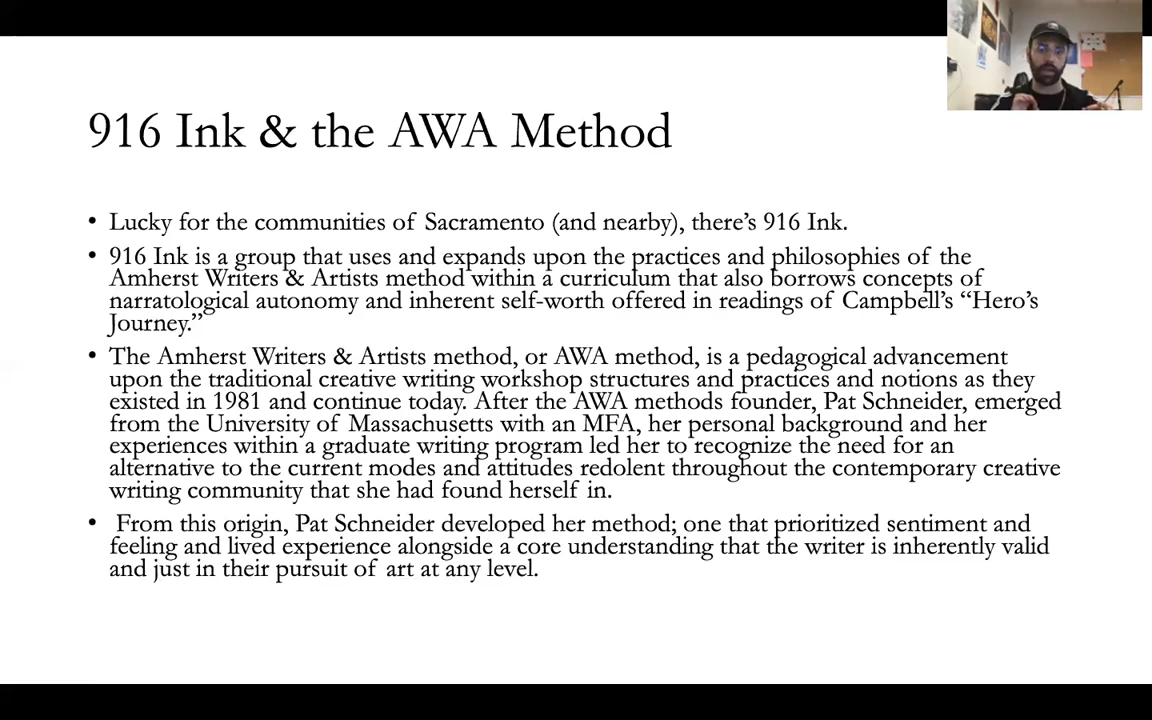 916 Ink & the AWA Method
• Lucky for the communities of Sacramento (and nearby), there’s 916 Ink.
• 916 Ink is a group that uses and expands upon the practices and philosophies of the
Amherst Writers & Artists method within a curriculum that also borrows concepts of
narratological autonomy and inherent self-worth offered in readings of Campbell’s “Hero’s
Journey.”
• The Amherst Writers & Artists method, or AWA method, is a pedagogical advancement
upon the traditional creative writing workshop structures and practices and notions as they
existed in 1981 and continue today. After the AWA methods founder, Pat Schneider, emerged
from the University of Massachusetts with an MFA, her personal background and her
experiences within a graduate writing program led her to recognize the need for an
alternative to the current modes and attitudes redolent throughout the contemporary creative
writing community that she had found herself in.
• From this origin, Pat Schneider developed her method; one that prioritized sentiment and
feeling and lived experience alongside a core understanding that the writer is inherently valid
and just in their pursuit of art at any level.